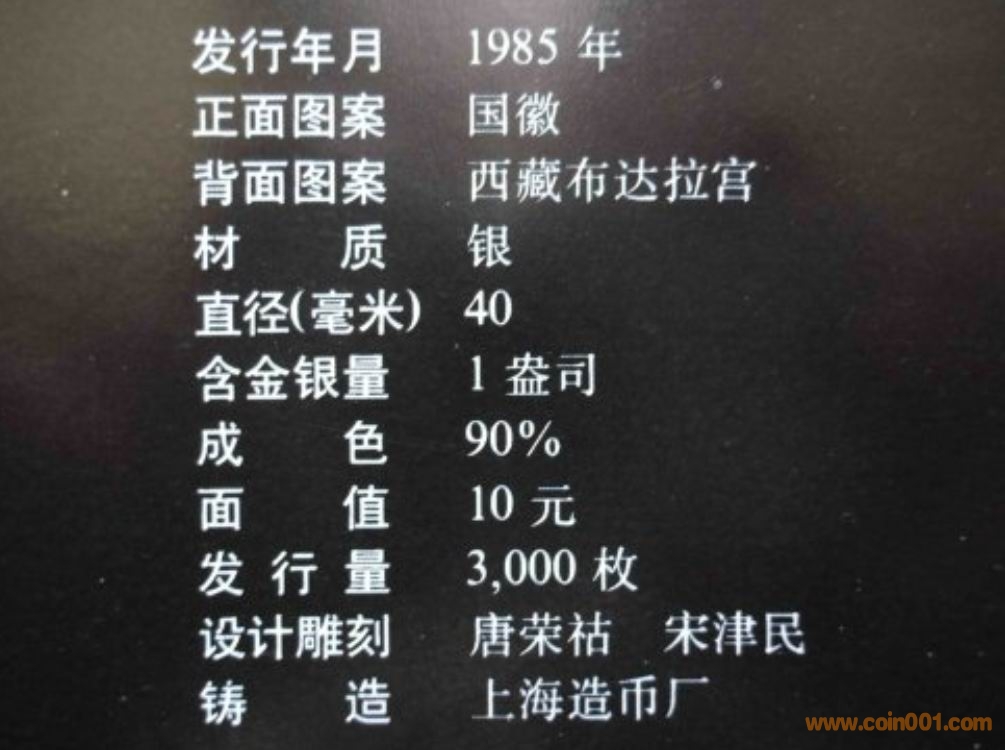 发行年月 1985 年
正面图案 国徽
背面图案 西藏布达拉宫
材 质 银
直径(毫米) 40
含金银量 1 盎司
成 色 90%
面 值 10 元
发 行 量 3,000 枚
设计雕刻 唐荣祜 宋津民
铸 造 上海造币厂
www.coin001.com